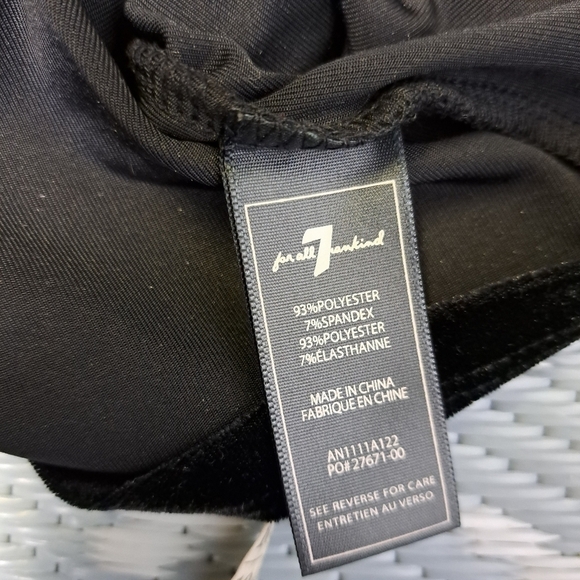 for all 7 mankind
93%POLYESTER
7%SPANDEX
93%POLYESTER
7%ÉLASTHANNE
MADE IN CHINA
FABRIQUE EN CHINE
AN1111A122
PO#27671-00
SEE REVERSE FOR CARE
ENTRETIEN AU VERSO